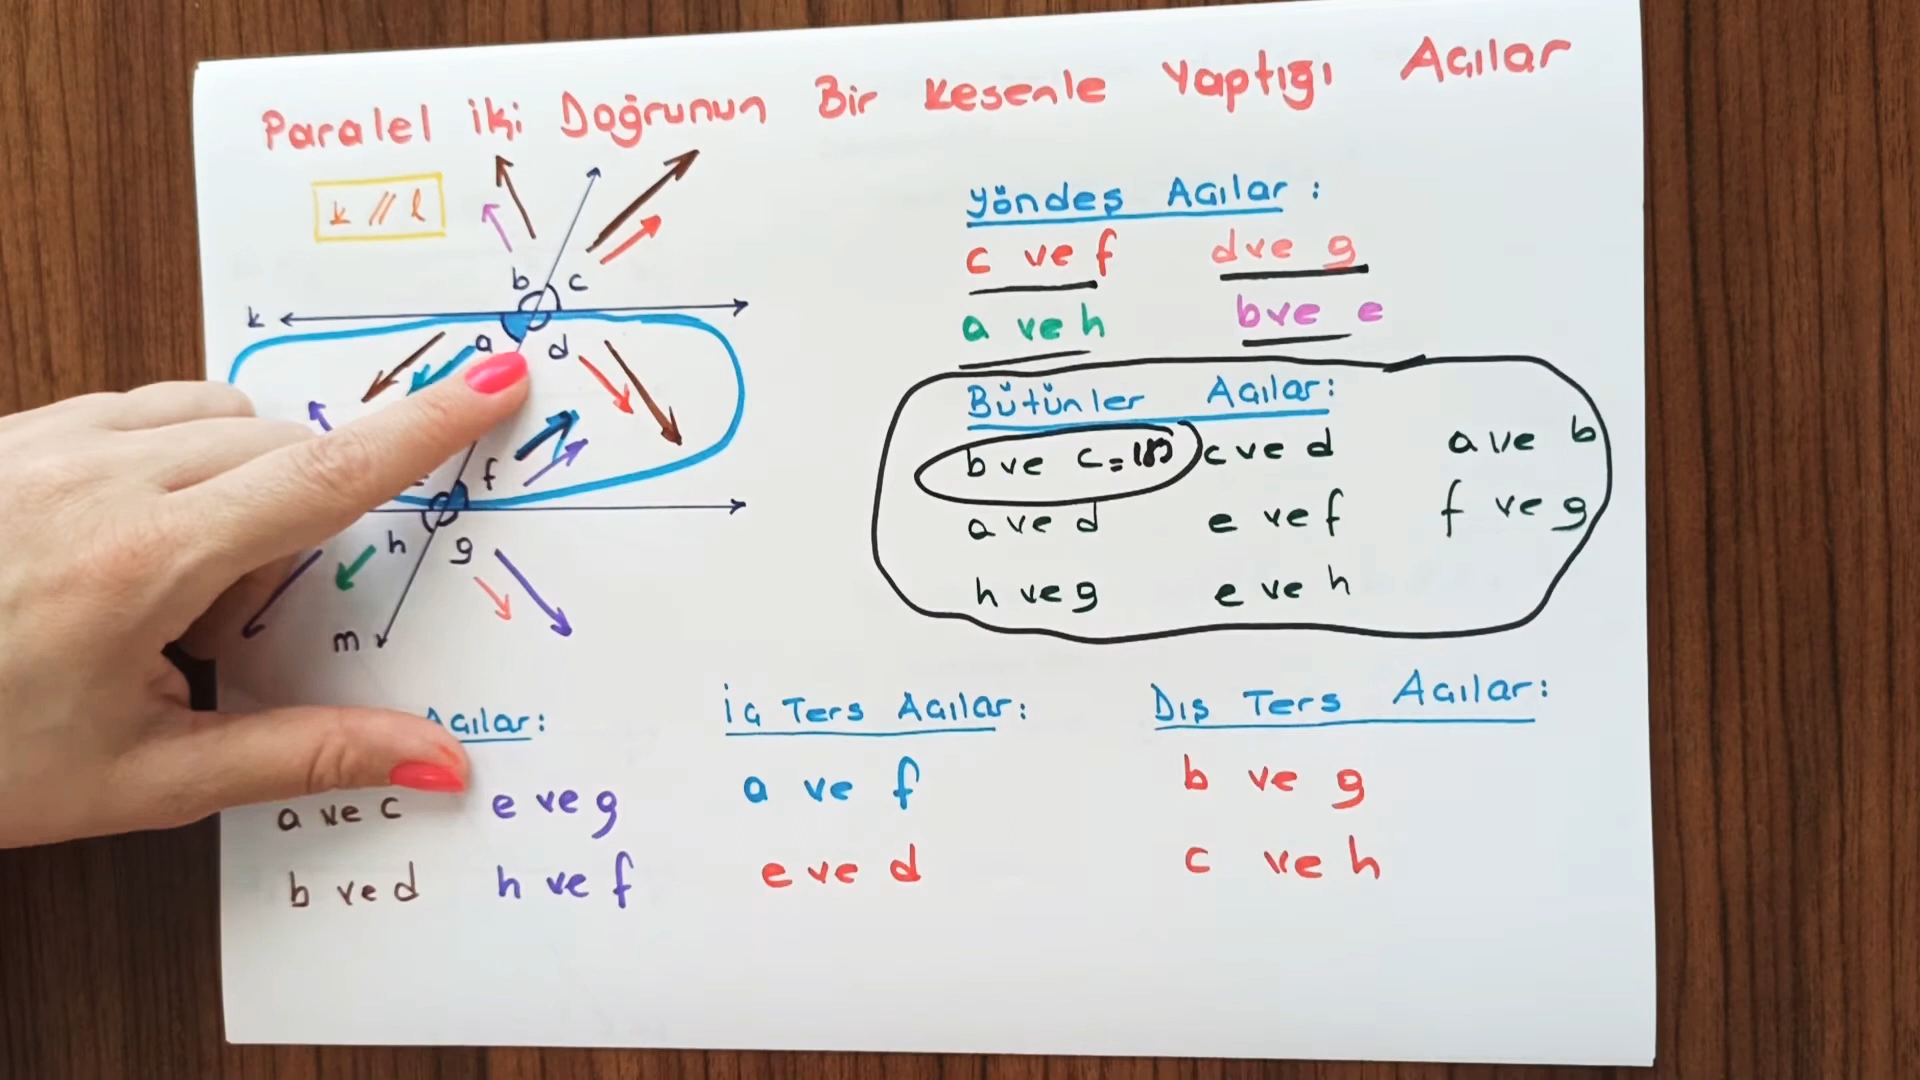 Paralel iki Doğrunun Bir Kesenle Yaptığı Açılar
k // l
b c
k
a d
f
h g
m
Yöndeş Açılar :
c ve f d ve g
a ve h b ve e
Bütünler Açılar:
b ve c = 180 c ve d a ve b
a ve d e ve f f ve g
h ve g e ve h
Açılar:
a ve c e ve g
b ve d h ve f
İç Ters Açılar:
a ve f
e ve d
Dış Ters Açılar:
b ve g
c ve h